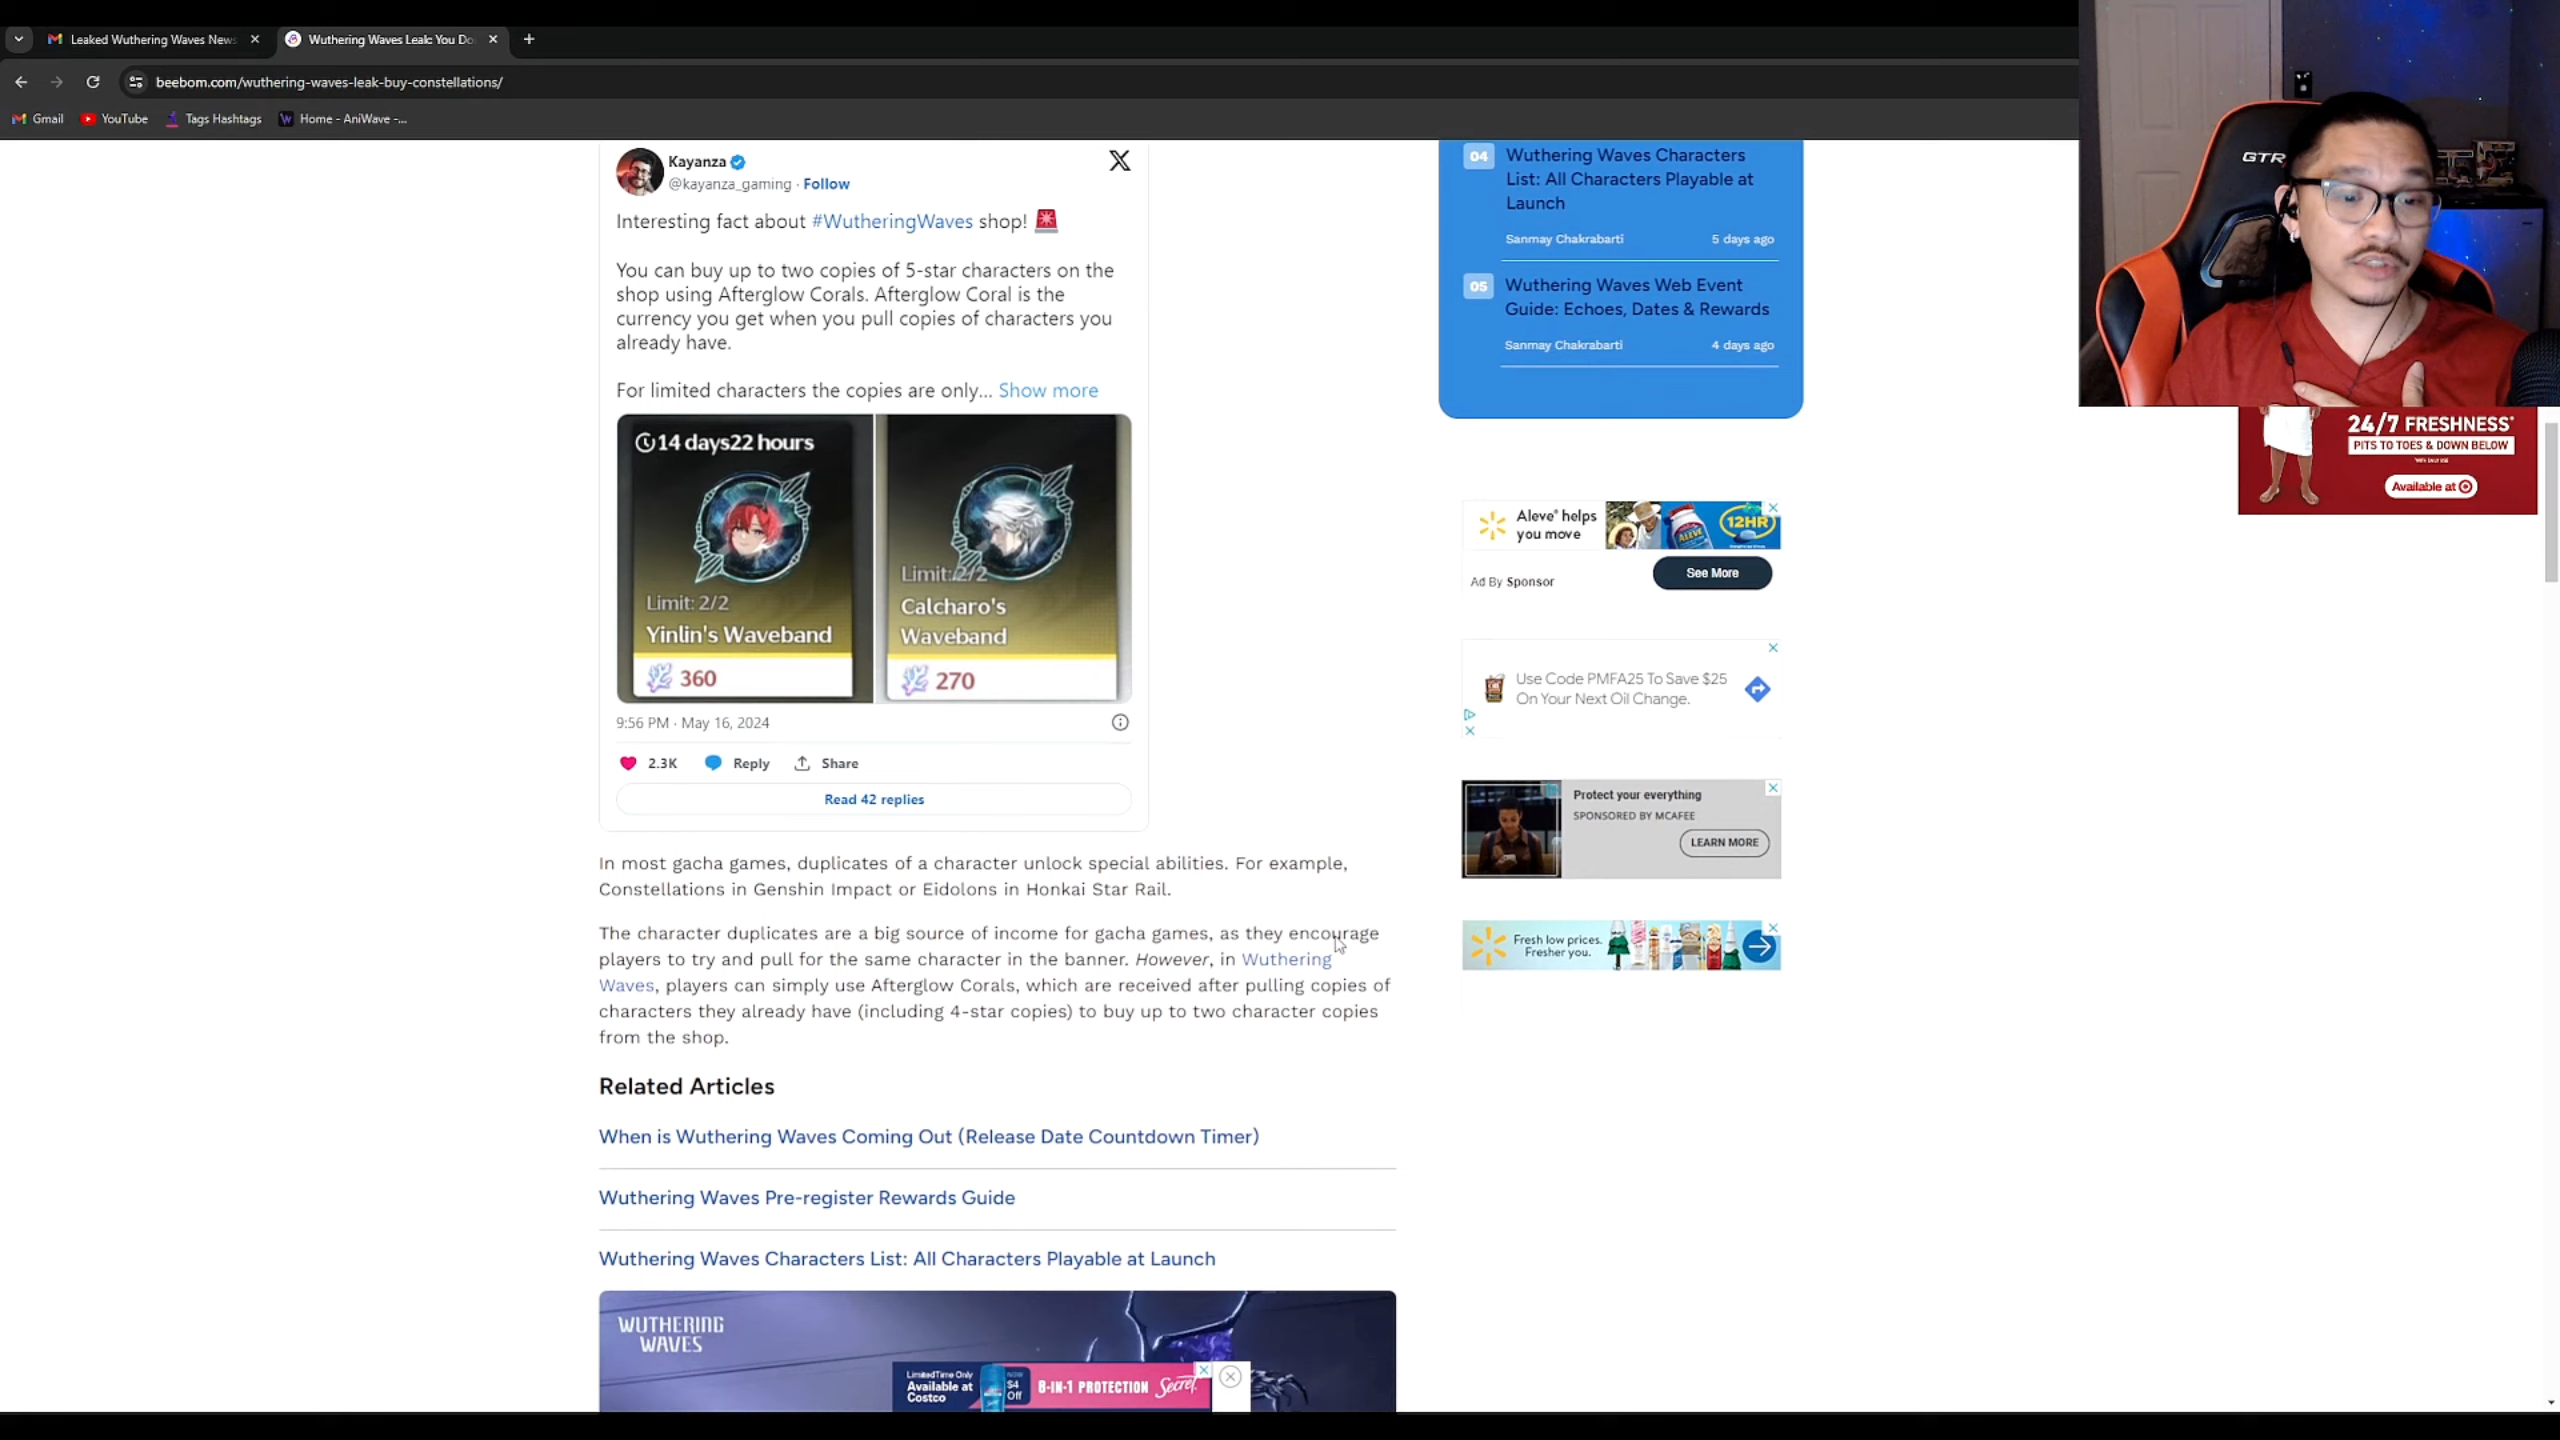 Leaked Wuthering Waves News
Wuthering Waves Leak: You Do
beebom.com/wuthering-waves-leak-buy-constellations/
Gmail
YouTube
Tags Hashtags
Home - AniWave -...
Kayanza
@kayanza_gaming · Follow
Interesting fact about #WutheringWaves shop!
You can buy up to two copies of 5-star characters on the
shop using Afterglow Corals. Afterglow Coral is the
currency you get when you pull copies of characters you
already have.
For limited characters the copies are only... Show more
14 days22 hours
Limit: 2/2
Yinlin's Waveband
360
Limit:2/2
Calcharo's
Waveband
270
9:56 PM · May 16, 2024
2.3K
Reply
Share
Read 42 replies
In most gacha games, duplicates of a character unlock special abilities. For example,
Constellations in Genshin Impact or Eidolons in Honkai Star Rail.
The character duplicates are a big source of income for gacha games, as they encourage
players to try and pull for the same character in the banner. However, in Wuthering
Waves, players can simply use Afterglow Corals, which are received after pulling copies of
characters they already have (including 4-star copies) to buy up to two character copies
from the shop.
Related Articles
When is Wuthering Waves Coming Out (Release Date Countdown Timer)
Wuthering Waves Pre-register Rewards Guide
Wuthering Waves Characters List: All Characters Playable at Launch
WUTHERING
WAVES
Limited Time Only
Available at
Costco
NOW
$4
Off
8-IN-1 PROTECTION
Secret
04
Wuthering Waves Characters
List: All Characters Playable at
Launch
Sanmay Chakrabarti
5 days ago
05
Wuthering Waves Web Event
Guide: Echoes, Dates & Rewards
Sanmay Chakrabarti
4 days ago
Aleve® helps
you move
ALEVE
12HR
Ad By Sponsor
See More
Use Code PMFA25 To Save $25
On Your Next Oil Change.
Protect your everything
SPONSORED BY MCAFEE
LEARN MORE
Fresh low prices.
Fresher you.
GTR
24/7 FRESHNESS*
PITS TO TOES & DOWN BELOW
Available at